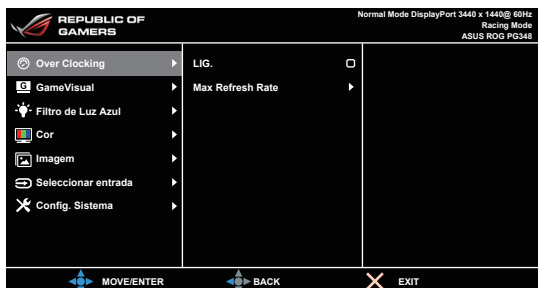 REPUBLIC OF
GAMERS
Normal Mode DisplayPort 3440 x 1440@ 60Hz
Racing Mode
ASUS ROG PG348
Over Clocking
LIG.
G GameVisual
Max Refresh Rate
Filtro de Luz Azul
Cor
Imagem
Seleccionar entrada
Config. Sistema
MOVE/ENTER
BACK
EXIT